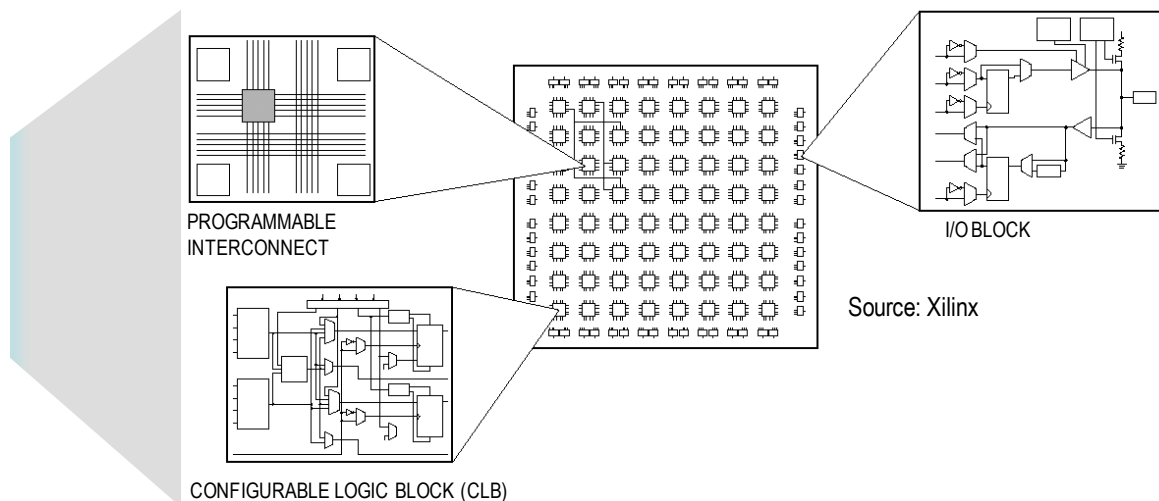 PROGRAMMABLE
INTERCONNECT
I/O BLOCK
Source: Xilinx
CONFIGURABLE LOGIC BLOCK (CLB)